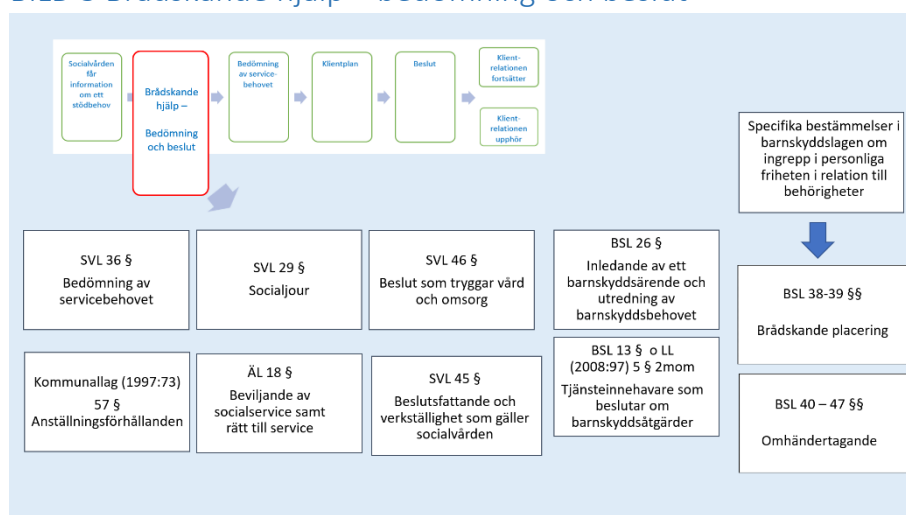 Socialvården
får
information
om ett
stödbehov
Brådskande
hjälp –
Bedömning
och beslut
Bedömning
av service-
behovet
Klientplan
Beslut
Klient-
relationen
fortsätter
Klient-
relationen
upphör
Specifika bestämmelser i
barnskyddslagen om
ingrepp i personliga
friheten i relation till
behörigheter
SVL 36 §
Bedömning av
servicebehovet
SVL 29 §
Socialjour
SVL 46 §
Beslut som tryggar vård
och omsorg
BSL 26 §
Inledande av ett
barnskyddsärende och
utredning av
barnskyddsbehovet
BSL 38-39 §§
Brådskande placering
Kommunallag (1997:73)
57 §
Anställningsförhållanden
ÄL 18 §
Beviljande av
socialservice samt
rätt till service
SVL 45 §
Beslutsfattande och
verkställighet som gäller
socialvården
BSL 13 § o LL
(2008:97) 5 § 2mom
Tjänsteinnehavare som
beslutar om
barnskyddsåtgärder
BSL 40 – 47 §§
Omhändertagande